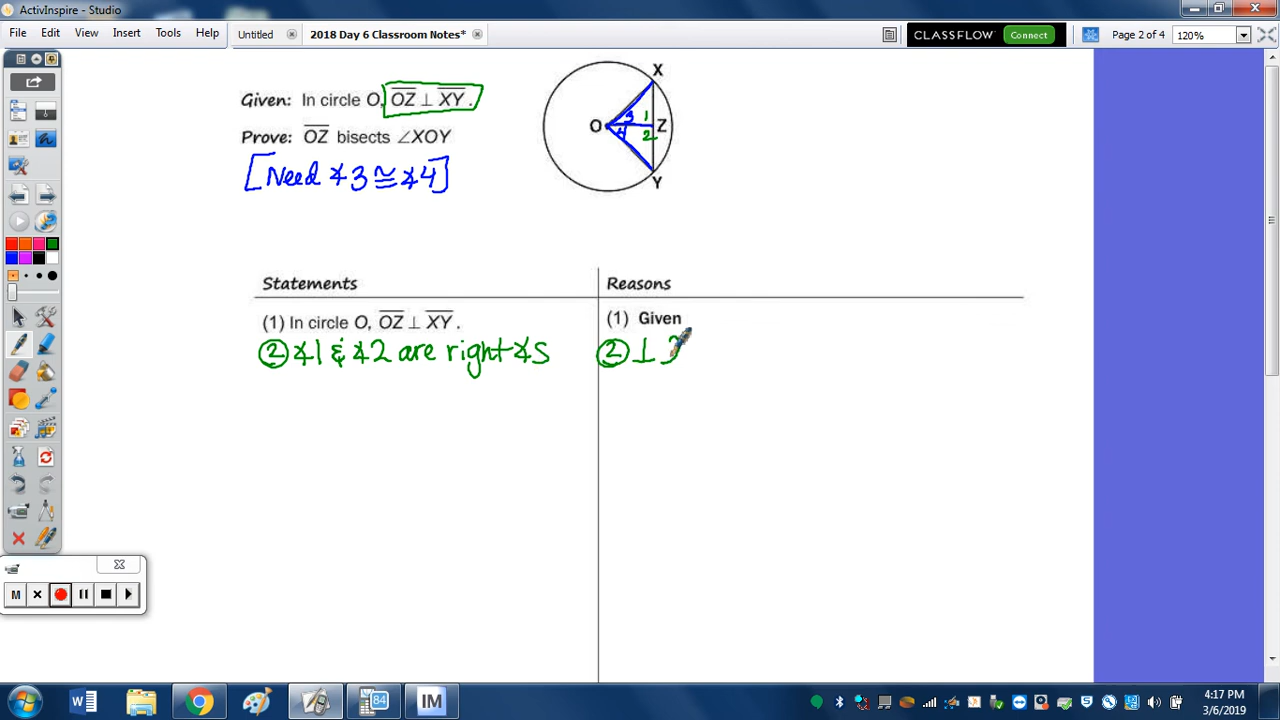 ActivInspire - Studio
File Edit View Insert Tools Help
Untitled
2018 Day 6 Classroom Notes*
CLASSFLOW Connect
Page 2 of 4
120%
Given: In circle O, OZ ⊥ XY .
Prove: OZ bisects ∠XOY
[Need ∡3 ≅ ∡4]
X
O 3 1 Z
4 2
Y
Statements
Reasons
(1) In circle O, OZ ⊥ XY .
(1) Given
② ∡1 & ∡2 are right ∡s
② ⊥
M
84
IM
4:17 PM
3/6/2019